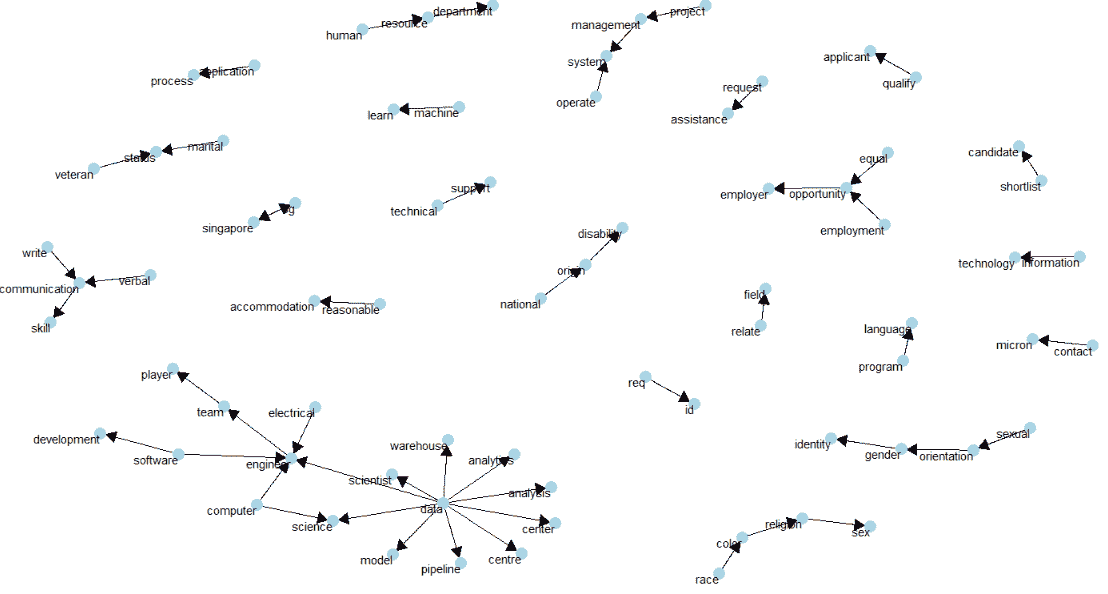 department
project
resource
management
human
applicant
system
application
process
qualify
request
operate
machine
learn
assistance
marital
candidate
status
equal
veteran
support
shortlist
employer
opportunity
g
technical
singapore
employment
disability
write
technology
information
origin
verbal
communication
field
accommodation
reasonable
national
skill
language
relate
micron
contact
program
player
req
id
team
electrical
sexual
development
warehouse
identity
software
engineer
analytics
gender
orientation
scientist
analysis
computer
data
science
center
religion
sex
color
model
centre
pipeline
race